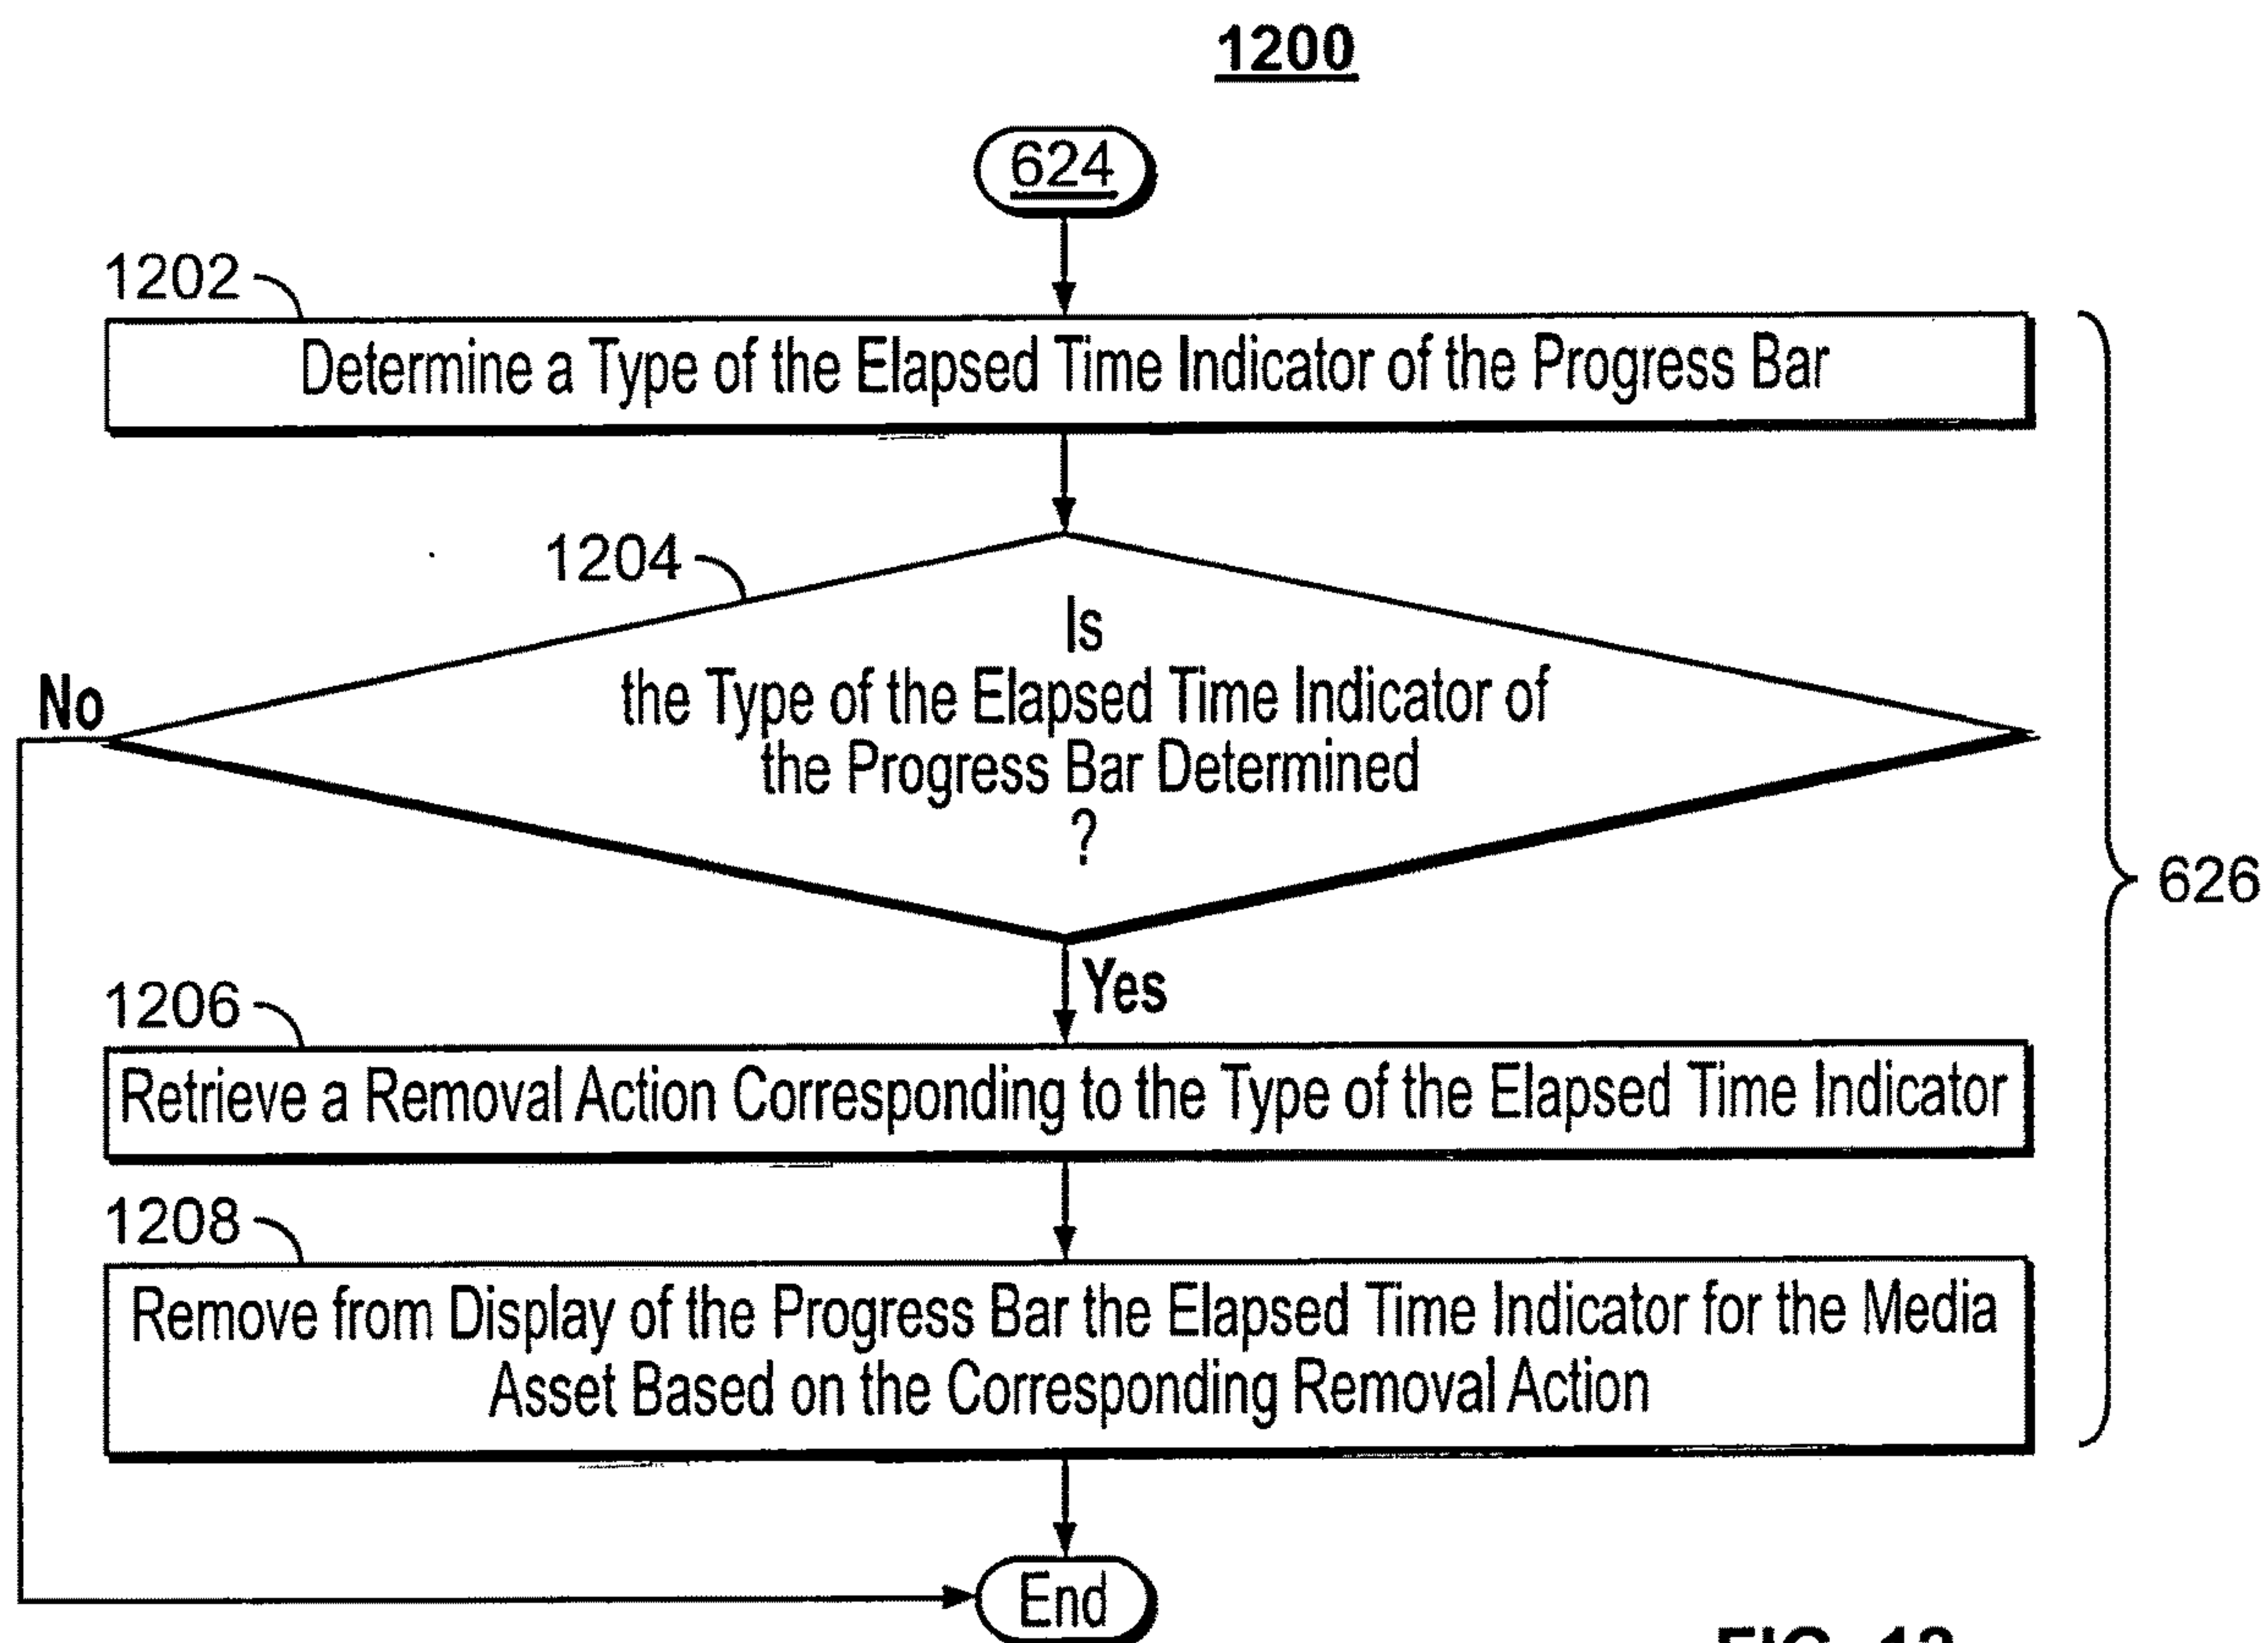 1200
624
1202
Determine a Type of the Elapsed Time Indicator of the Progress Bar
1204
Is
the Type of the Elapsed Time Indicator of
the Progress Bar Determined
?
No
Yes
626
1206
Retrieve a Removal Action Corresponding to the Type of the Elapsed Time Indicator
1208
Remove from Display of the Progress Bar the Elapsed Time Indicator for the Media
Asset Based on the Corresponding Removal Action
End